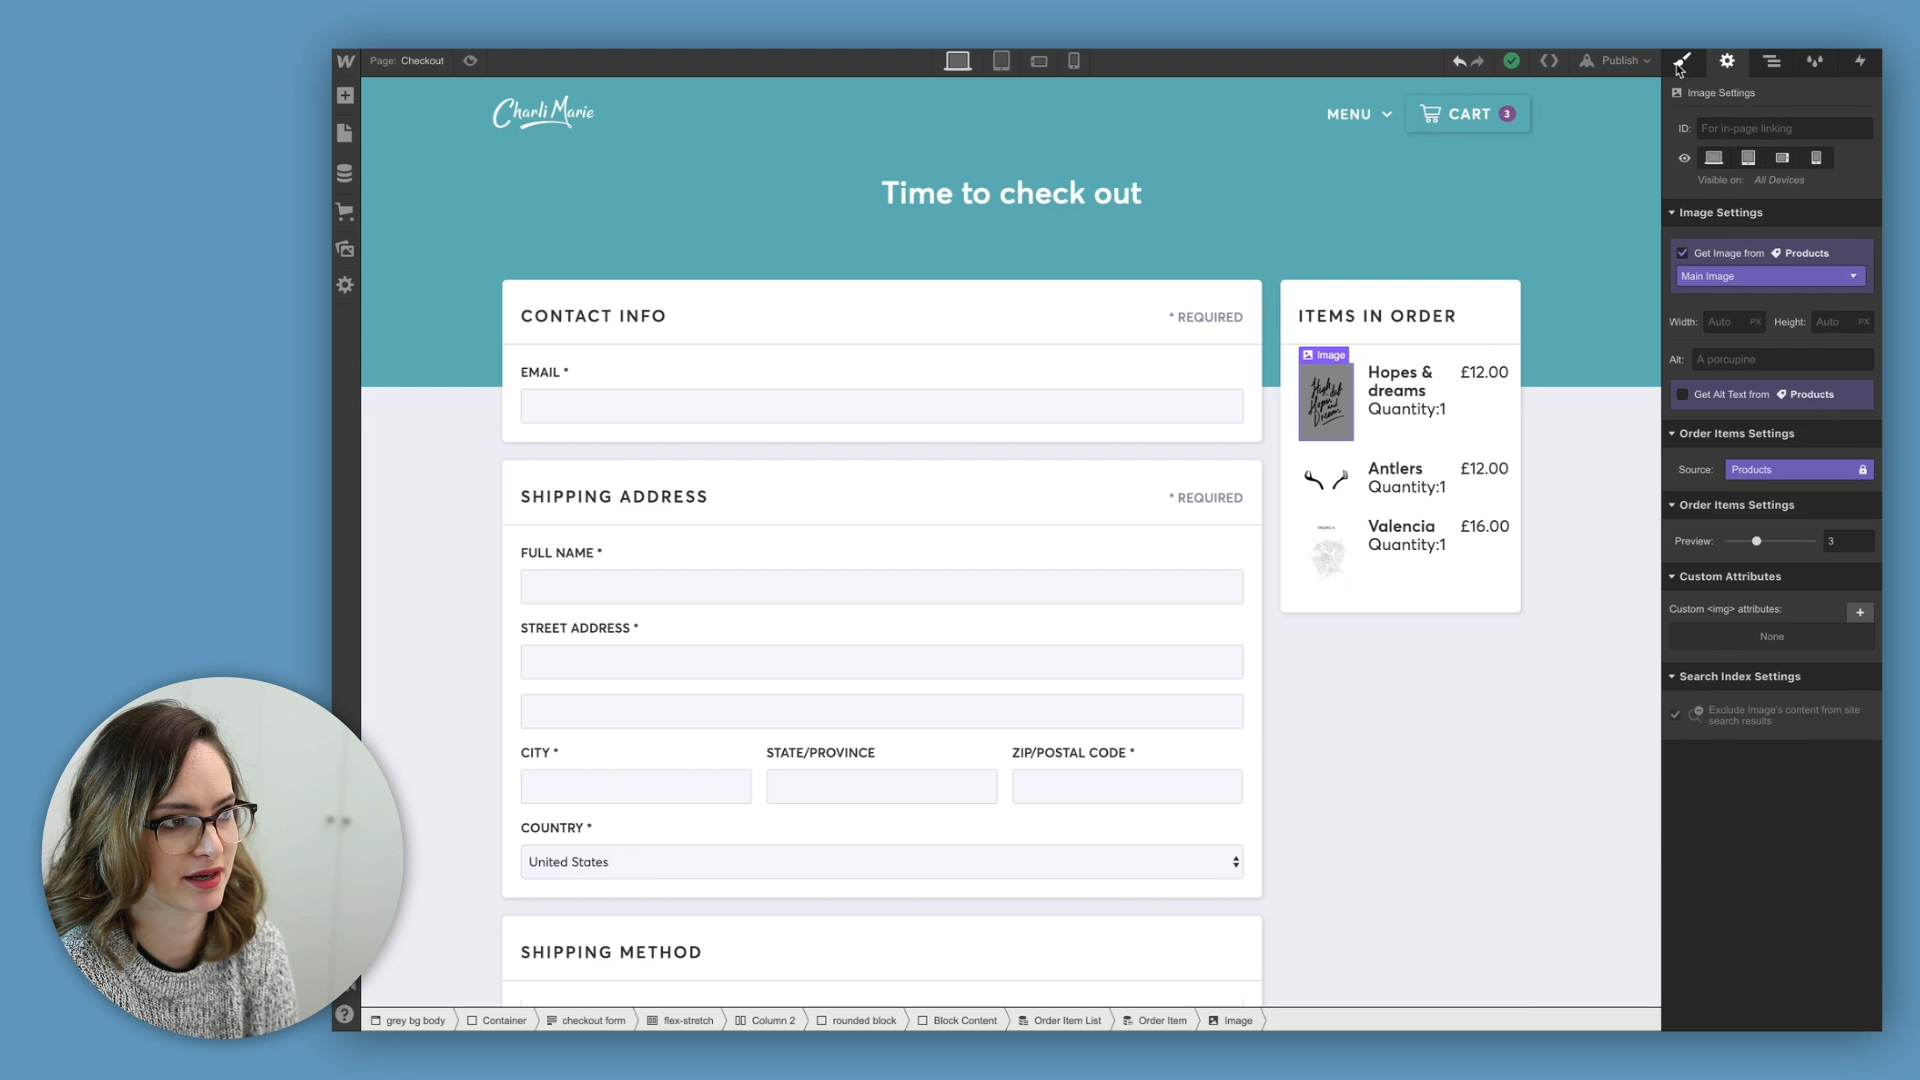 Page: Checkout
Publish
Charli Marie
MENU
CART 3
Time to check out
CONTACT INFO
* REQUIRED
EMAIL *
SHIPPING ADDRESS
* REQUIRED
FULL NAME *
STREET ADDRESS *
CITY *
STATE/PROVINCE
ZIP/POSTAL CODE *
COUNTRY *
United States
SHIPPING METHOD
ITEMS IN ORDER
Image
Hopes & dreams
£12.00
Quantity:1
Antlers
£12.00
Quantity:1
Valencia
£16.00
Quantity:1
Image Settings
ID: For in-page linking
Visible on: All Devices
Image Settings
Get Image from Products
Main Image
Width: Auto PX Height: Auto PX
Alt: A porcupine
Get Alt Text from Products
Order Items Settings
Source: Products
Order Items Settings
Preview: 3
Custom Attributes
Custom <img> attributes:
+
None
Search Index Settings
Exclude Image's content from site
search results
grey bg body Container checkout form flex-stretch Column 2 rounded block Block Content Order Item List Order Item Image